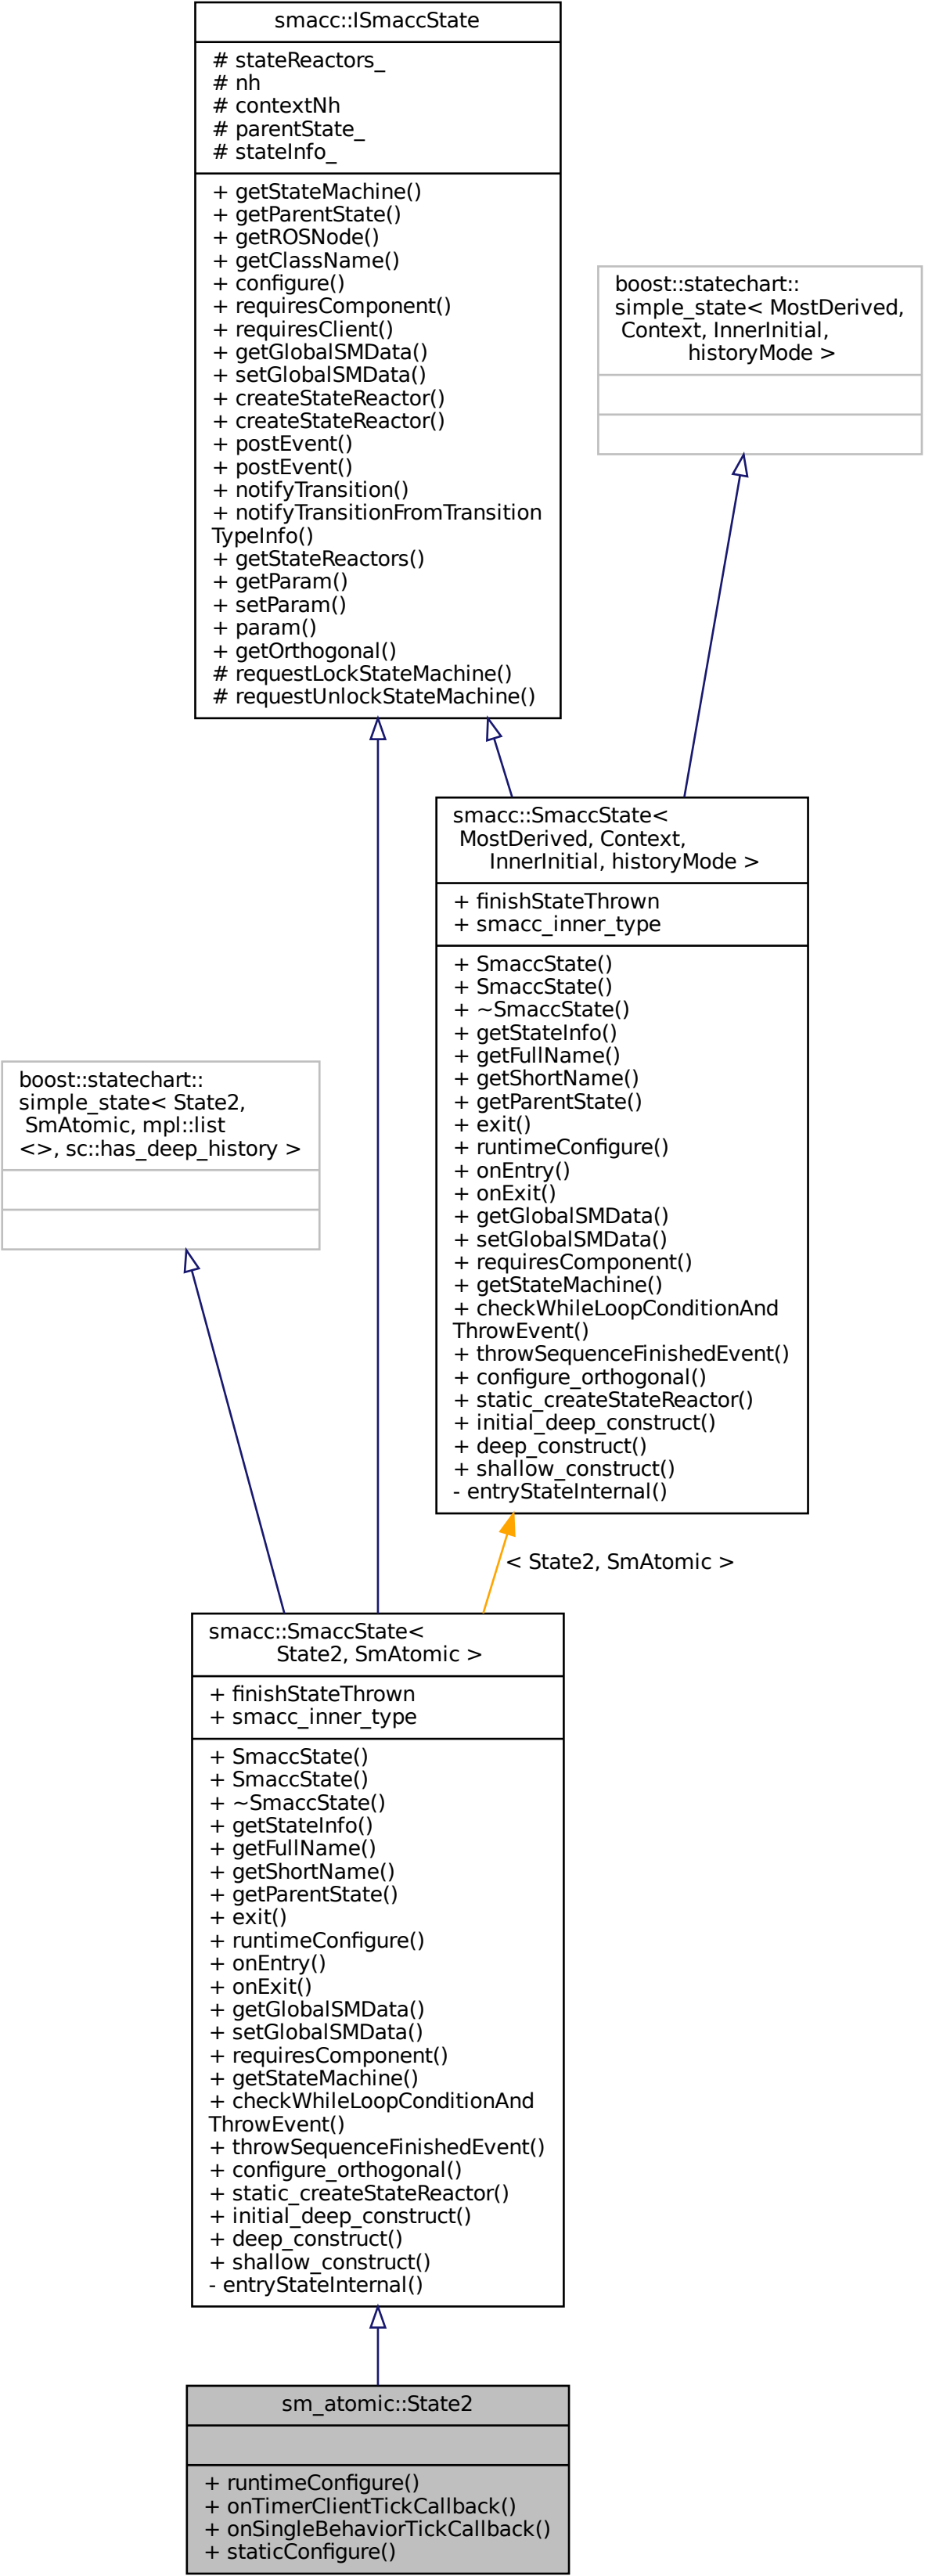 smacc::ISmaccState
# stateReactors_
# nh
# contextNh
# parentState_
# stateInfo_
+ getStateMachine()
+ getParentState()
+ getROSNode()
+ getClassName()
+ configure()
+ requiresComponent()
+ requiresClient()
+ getGlobalSMData()
+ setGlobalSMData()
+ createStateReactor()
+ createStateReactor()
+ postEvent()
+ postEvent()
+ notifyTransition()
+ notifyTransitionFromTransition
TypeInfo()
+ getStateReactors()
+ getParam()
+ setParam()
+ param()
+ getOrthogonal()
# requestLockStateMachine()
# requestUnlockStateMachine()
boost::statechart::
simple_state< MostDerived,
Context, InnerInitial,
historyMode >
smacc::SmaccState<
MostDerived, Context,
InnerInitial, historyMode >
+ finishStateThrown
+ smacc_inner_type
+ SmaccState()
+ SmaccState()
+ ~SmaccState()
+ getStateInfo()
+ getFullName()
+ getShortName()
+ getParentState()
+ exit()
+ runtimeConfigure()
+ onEntry()
+ onExit()
+ getGlobalSMData()
+ setGlobalSMData()
+ requiresComponent()
+ getStateMachine()
+ checkWhileLoopConditionAnd
ThrowEvent()
+ throwSequenceFinishedEvent()
+ configure_orthogonal()
+ static_createStateReactor()
+ initial_deep_construct()
+ deep_construct()
+ shallow_construct()
- entryStateInternal()
boost::statechart::
simple_state< State2,
SmAtomic, mpl::list
<>, sc::has_deep_history >
< State2, SmAtomic >
smacc::SmaccState<
State2, SmAtomic >
+ finishStateThrown
+ smacc_inner_type
+ SmaccState()
+ SmaccState()
+ ~SmaccState()
+ getStateInfo()
+ getFullName()
+ getShortName()
+ getParentState()
+ exit()
+ runtimeConfigure()
+ onEntry()
+ onExit()
+ getGlobalSMData()
+ setGlobalSMData()
+ requiresComponent()
+ getStateMachine()
+ checkWhileLoopConditionAnd
ThrowEvent()
+ throwSequenceFinishedEvent()
+ configure_orthogonal()
+ static_createStateReactor()
+ initial_deep_construct()
+ deep_construct()
+ shallow_construct()
- entryStateInternal()
sm_atomic::State2
+ runtimeConfigure()
+ onTimerClientTickCallback()
+ onSingleBehaviorTickCallback()
+ staticConfigure()